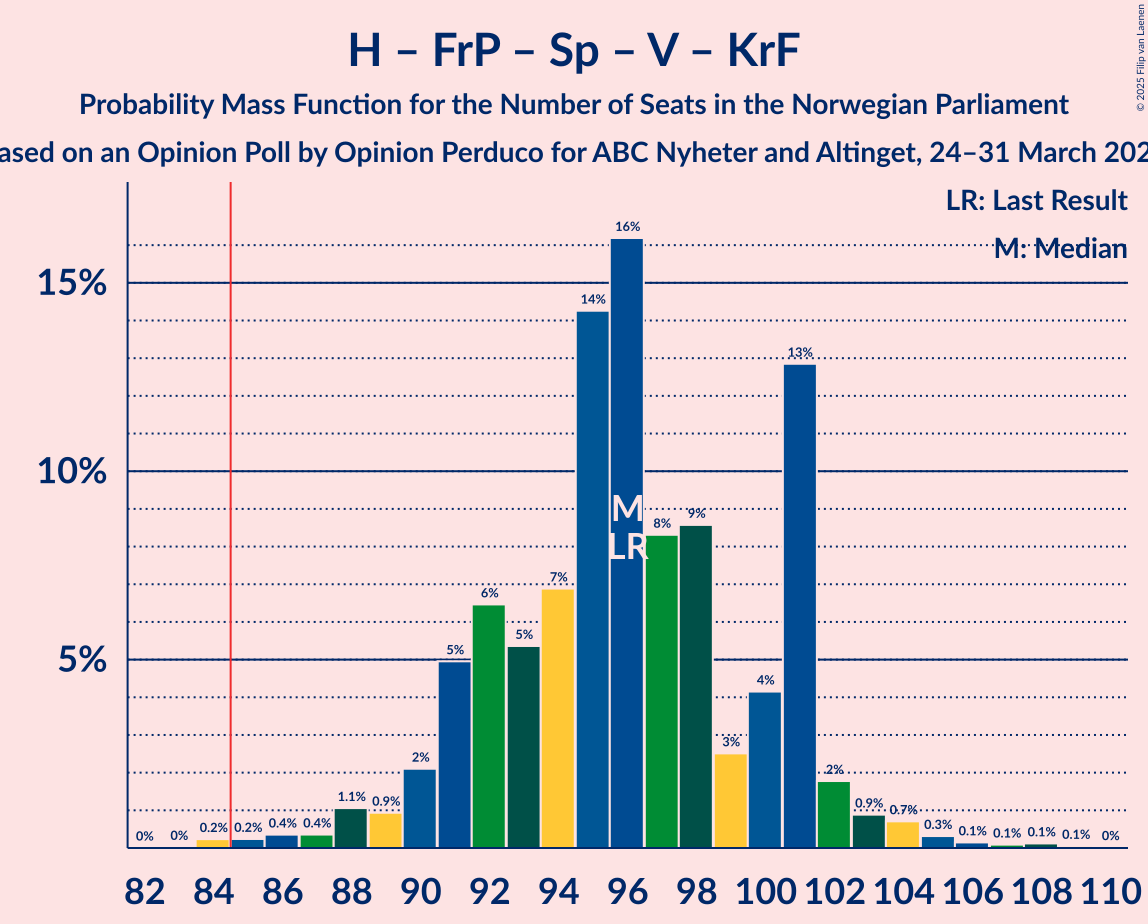 H – FrP – Sp – V – KrF
Probability Mass Function for the Number of Seats in the Norwegian Parliament
ased on an Opinion Poll by Opinion Perduco for ABC Nyheter and Altinget, 24–31 March 202
© 2025 Filip van Laenen
LR: Last Result
M: Median
15%
10%
5%
0% 0% 0.2% 0.2% 0.4% 0.4% 1.1% 0.9% 2% 5% 6% 5% 7% 14% 16% 8% 9% 3% 4% 13% 2% 0.9% 0.7% 0.3% 0.1% 0.1% 0.1% 0.1% 0%
M
LR
82 84 86 88 90 92 94 96 98 100 102 104 106 108 110